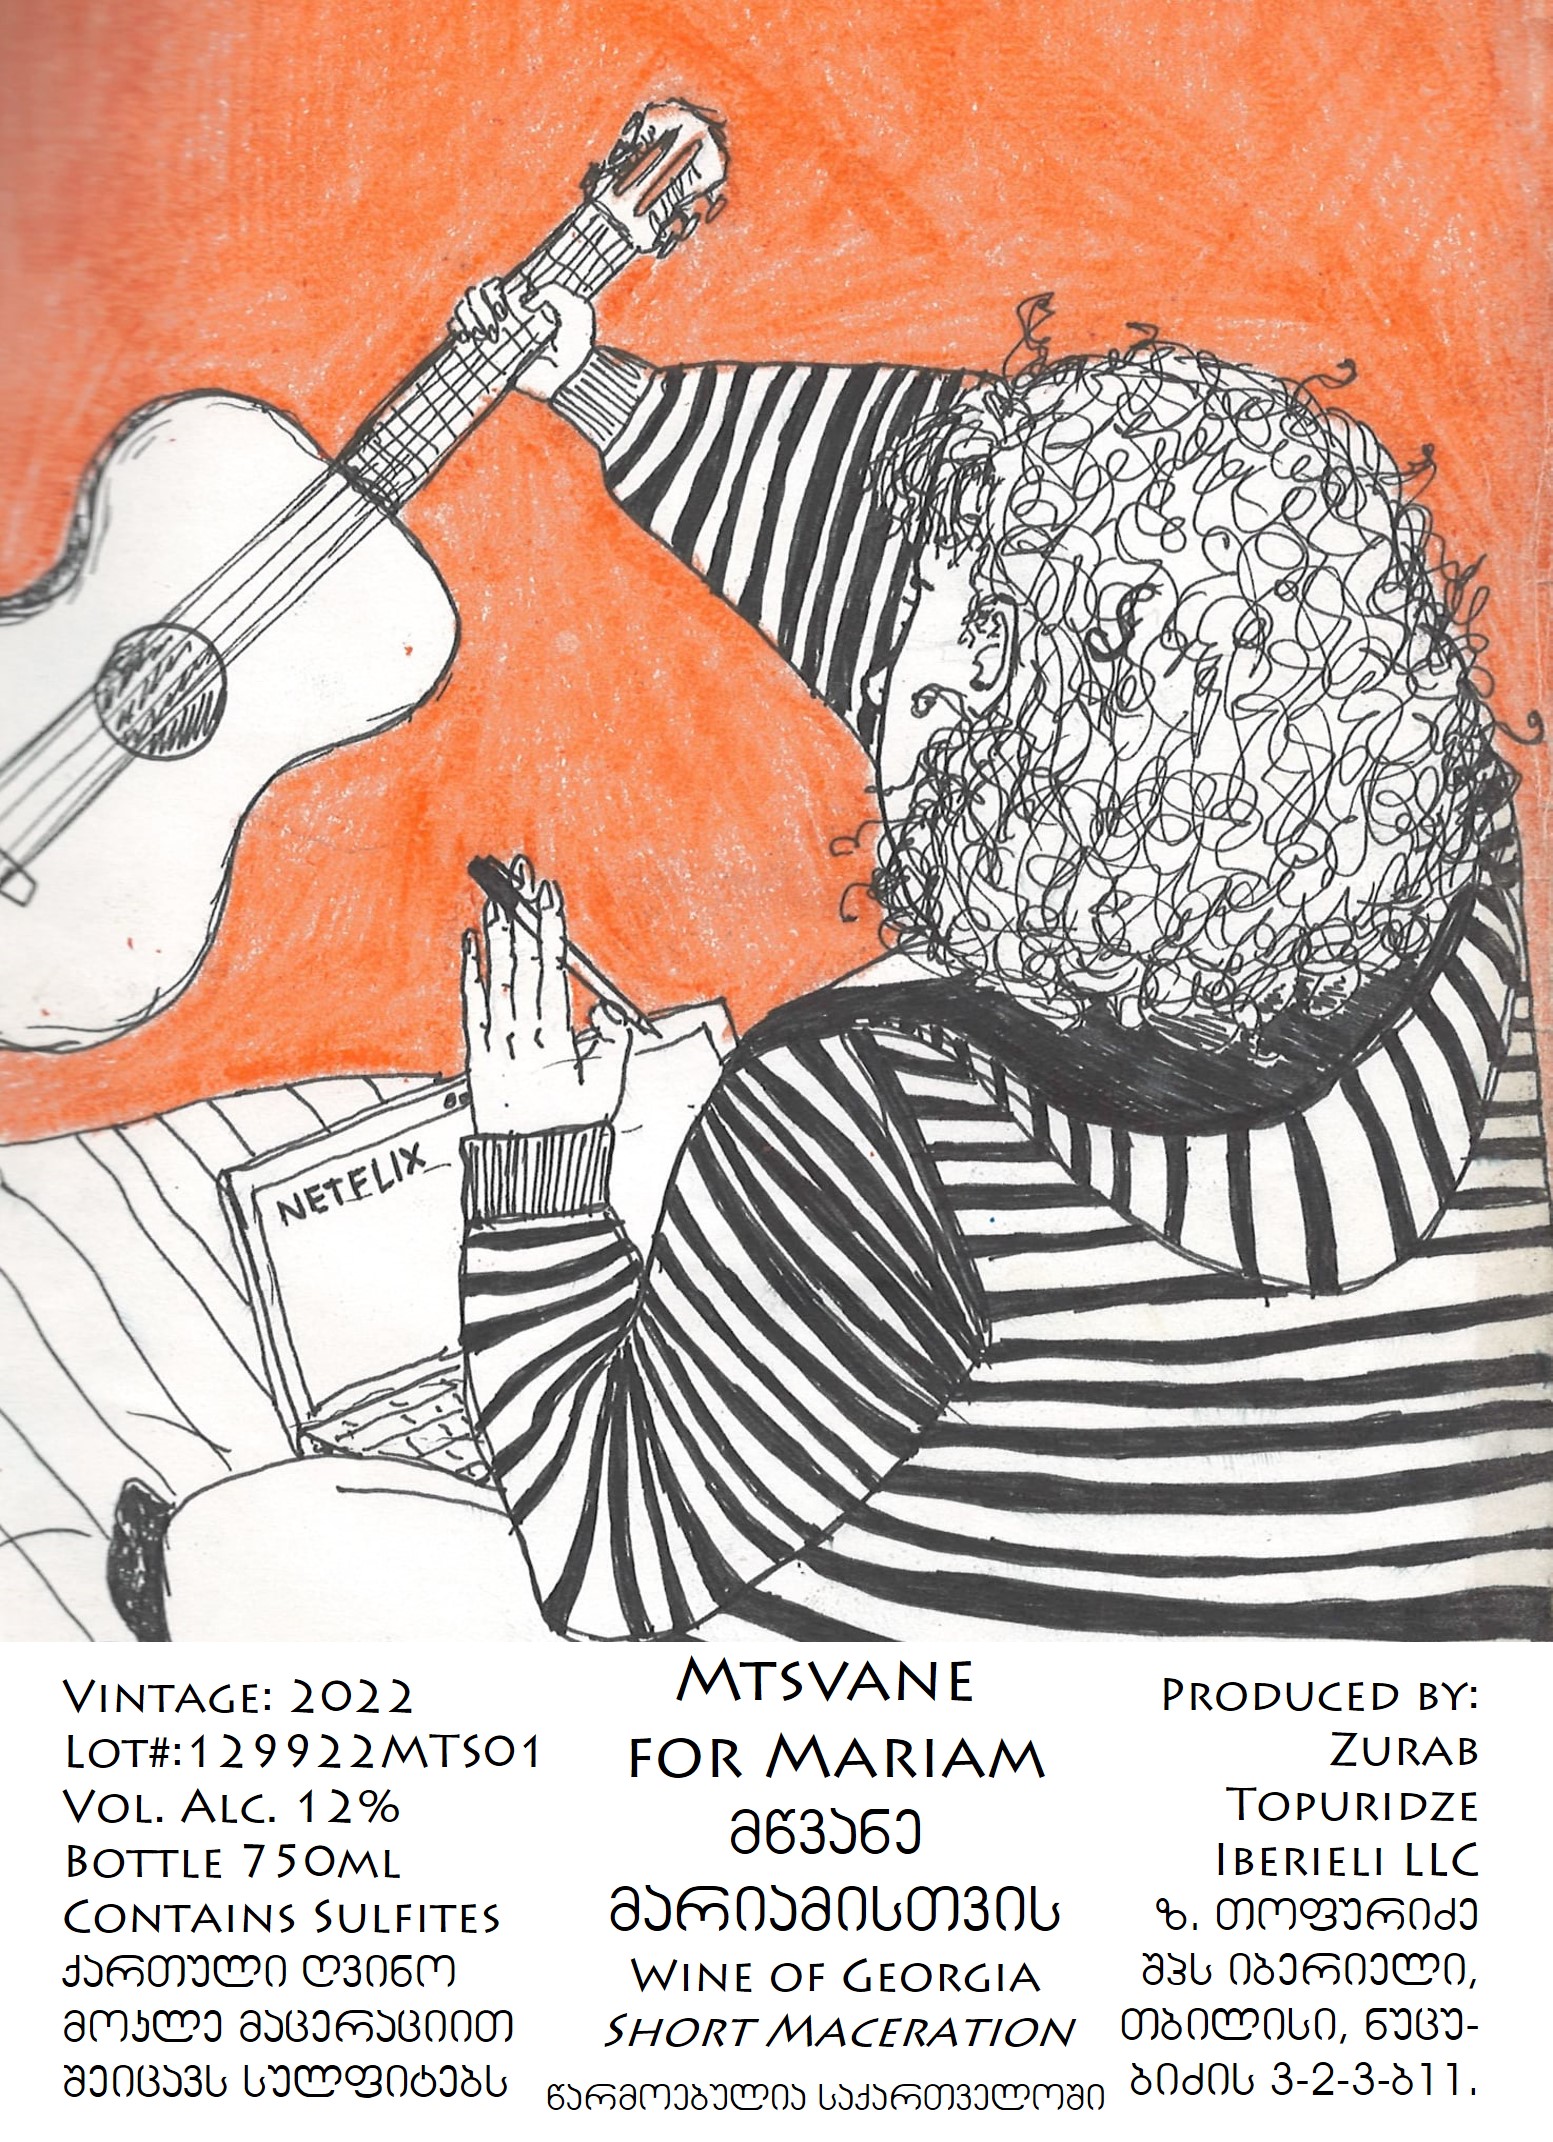 NETFLIX
Vintage: 2022
Lot#:129922MTS01
Vol. Alc. 12%
Bottle 750ml
Contains Sulfites
ქართული ღვინო
მოკლე მაცერაციით
შეიცავს სულფიტებს
Mtsvane
for Mariam
მწვანე
მარიამისთვის
Wine of Georgia
Short Maceration
წარმოებულია საქართველოში
Produced by:
Zurab
Topuridze
Iberieli LLC
ზ. თოფურიძე
შპს იბერიელი,
თბილისი, ნუცუ-
ბიძის 3-2-3-ბ11.